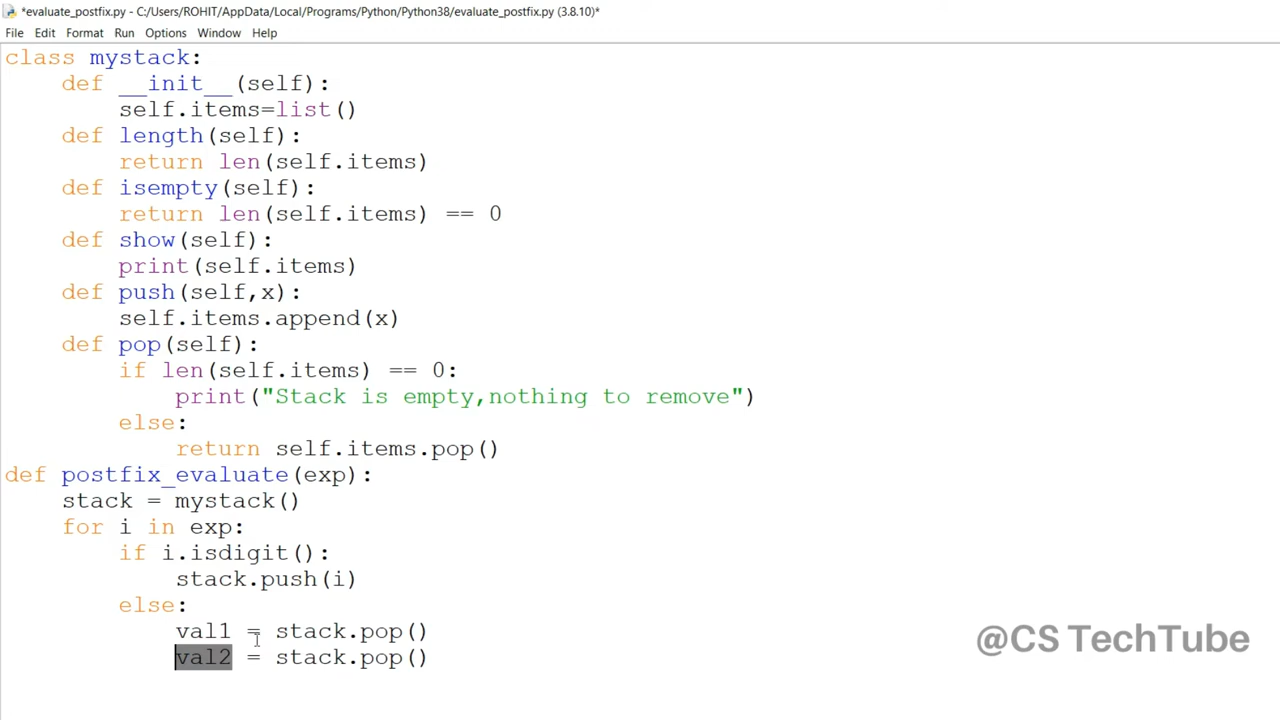 *evaluate_postfix.py - C:/Users/ROHIT/AppData/Local/Programs/Python/Python38/evaluate_postfix.py (3.8.10)*
File Edit Format Run Options Window Help
class mystack:
    def __init__(self):
        self.items=list()
    def length(self):
        return len(self.items)
    def isempty(self):
        return len(self.items) == 0
    def show(self):
        print(self.items)
    def push(self,x):
        self.items.append(x)
    def pop(self):
        if len(self.items) == 0:
            print("Stack is empty,nothing to remove")
        else:
            return self.items.pop()
def postfix_evaluate(exp):
    stack = mystack()
    for i in exp:
        if i.isdigit():
            stack.push(i)
        else:
            val1 = stack.pop()
            val2 = stack.pop()
@CS TechTube